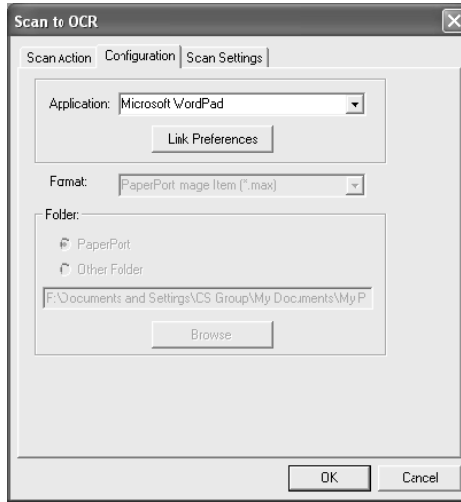 Scan to OCR
Scan Action Configuration Scan Settings
Application: Microsoft WordPad
Link Preferences
Format: PaperPort mage Item (*.max)
Folder:
PaperPort
Other Folder
F:\Documents and Settings\CS Group\My Documents\My P
Browse
OK Cancel